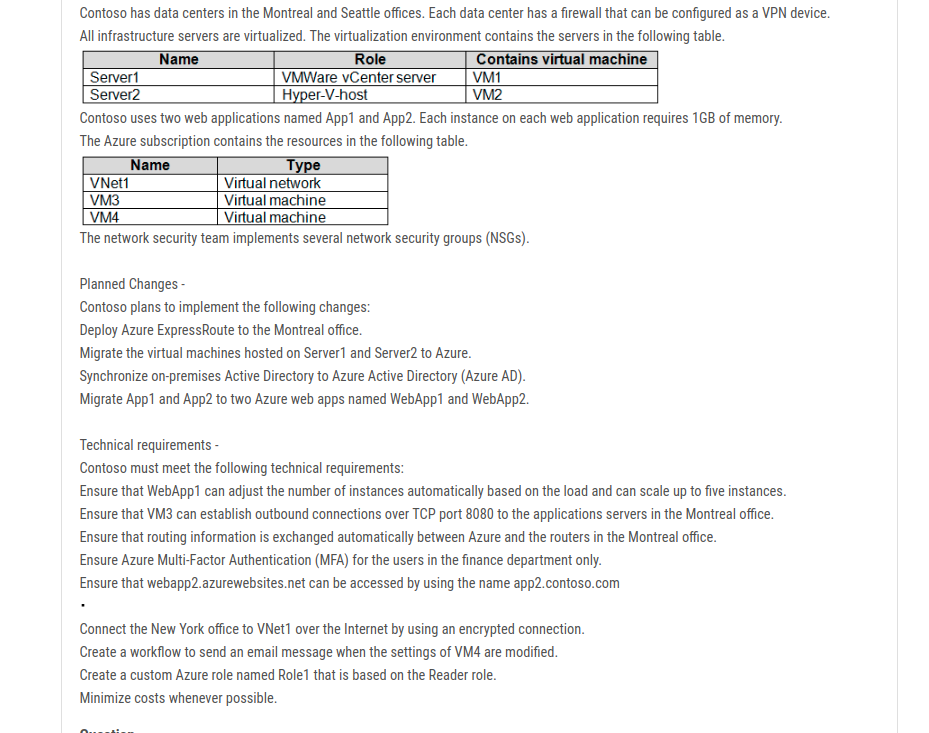 Contoso has data centers in the Montreal and Seattle offices. Each data center has a firewall that can be configured as a VPN device.
All infrastructure servers are virtualized. The virtualization environment contains the servers in the following table.
Name Role Contains virtual machine
Server1 VMWare vCenter server VM1
Server2 Hyper-V-host VM2
Contoso uses two web applications named App1 and App2. Each instance on each web application requires 1GB of memory.
The Azure subscription contains the resources in the following table.
Name Type
VNet1 Virtual network
VM3 Virtual machine
VM4 Virtual machine
The network security team implements several network security groups (NSGs).
Planned Changes -
Contoso plans to implement the following changes:
Deploy Azure ExpressRoute to the Montreal office.
Migrate the virtual machines hosted on Server1 and Server2 to Azure.
Synchronize on-premises Active Directory to Azure Active Directory (Azure AD).
Migrate App1 and App2 to two Azure web apps named WebApp1 and WebApp2.
Technical requirements -
Contoso must meet the following technical requirements:
Ensure that WebApp1 can adjust the number of instances automatically based on the load and can scale up to five instances.
Ensure that VM3 can establish outbound connections over TCP port 8080 to the applications servers in the Montreal office.
Ensure that routing information is exchanged automatically between Azure and the routers in the Montreal office.
Ensure Azure Multi-Factor Authentication (MFA) for the users in the finance department only.
Ensure that webapp2.azurewebsites.net can be accessed by using the name app2.contoso.com
.
Connect the New York office to VNet1 over the Internet by using an encrypted connection.
Create a workflow to send an email message when the settings of VM4 are modified.
Create a custom Azure role named Role1 that is based on the Reader role.
Minimize costs whenever possible.